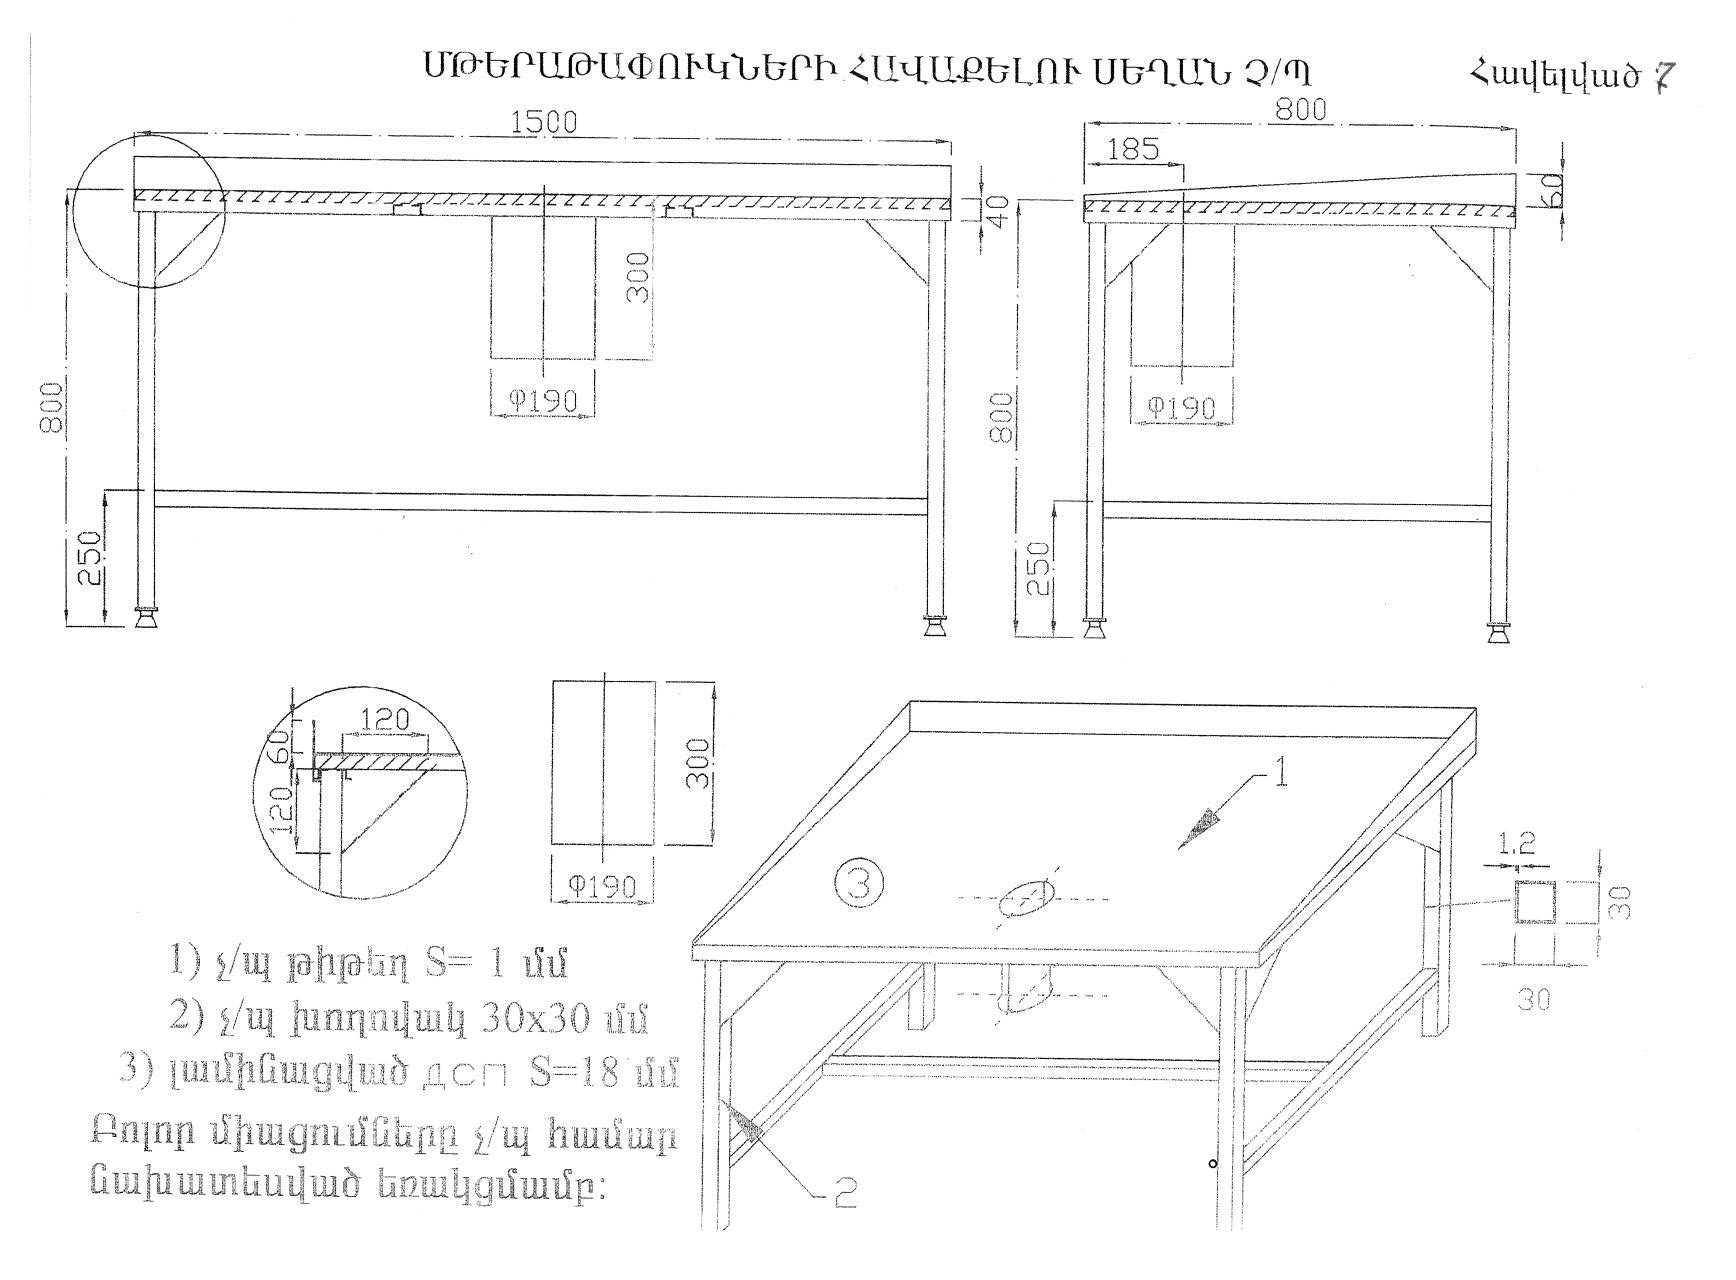 ՄԹԵՐԱԹԱՓՈՒԿՆԵՐԻ ՀԱՎԱՔԵԼՈՒ ՍԵՂԱՆ Չ/Պ
Հավելված 7
1500
800
185
60
40
300
φ190
800
250
800
φ190
250
120
60
120
300
φ190
1
3
1.2
30
30
2
1) չ/պ թիթեղ S= 1 մմ
2) չ/պ խողովակ 30x30 մմ
3) լամինացված ДСП S=18 մմ
Բոլոր միացումները չ/պ համար
նախատեսված եռակցմամբ: